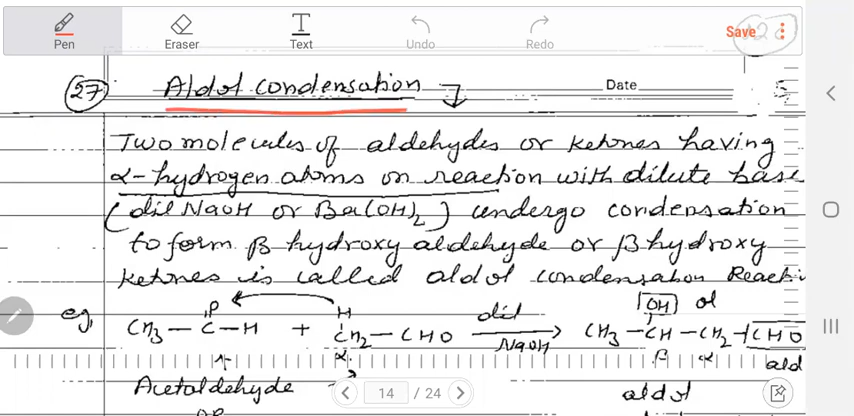 Pen
Eraser
Text
Undo
Redo
Save
27
Aldol condensation
Date
Two molecules of aldehydes or ketones having
α-hydrogen atoms on reaction with dilute base
(dil NaOH or Ba(OH)₂) undergo condensation
to form β hydroxy aldehyde or β hydroxy
ketones is called aldol condensation Reacti
eg,
CH₃ — C — H + CH₂ — CHO dil NaOH → CH₃ — CH — CH₂ — CHO
H
OH ol
α β α ald
Acetaldehyde
14 / 24
aldol